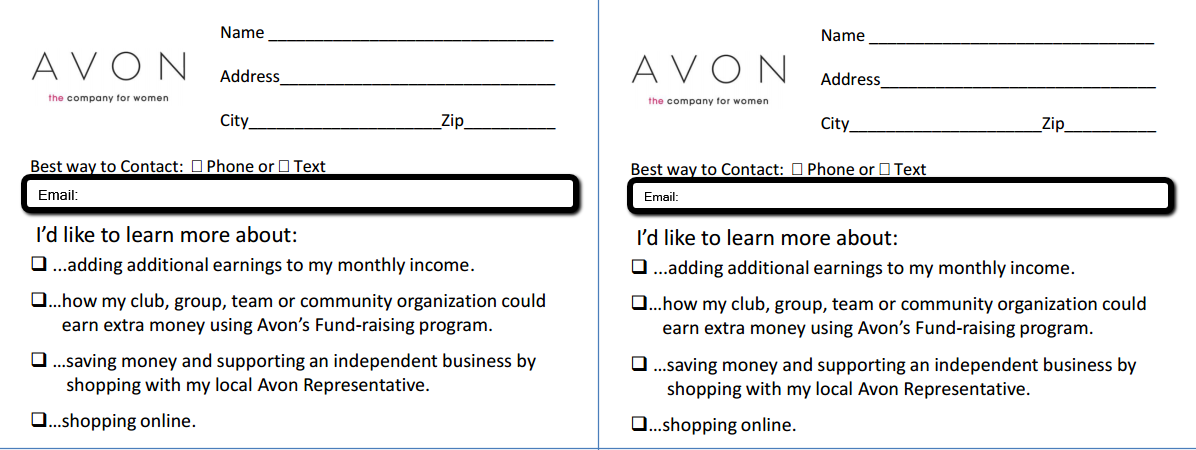 AVON
the company for women
Name _______________________________
Address______________________________
City_____________________Zip__________
Best way to Contact: ☐ Phone or ☐ Text
Email:
I’d like to learn more about:
❑ ...adding additional earnings to my monthly income.
❑...how my club, group, team or community organization could
earn extra money using Avon’s Fund-raising program.
❑ ...saving money and supporting an independent business by
shopping with my local Avon Representative.
❑...shopping online.
AVON
the company for women
Name _______________________________
Address______________________________
City_____________________Zip__________
Best way to Contact: ☐ Phone or ☐ Text
Email:
I’d like to learn more about:
❑ ...adding additional earnings to my monthly income.
❑...how my club, group, team or community organization could
earn extra money using Avon’s Fund-raising program.
❑ ...saving money and supporting an independent business by
shopping with my local Avon Representative.
❑...shopping online.